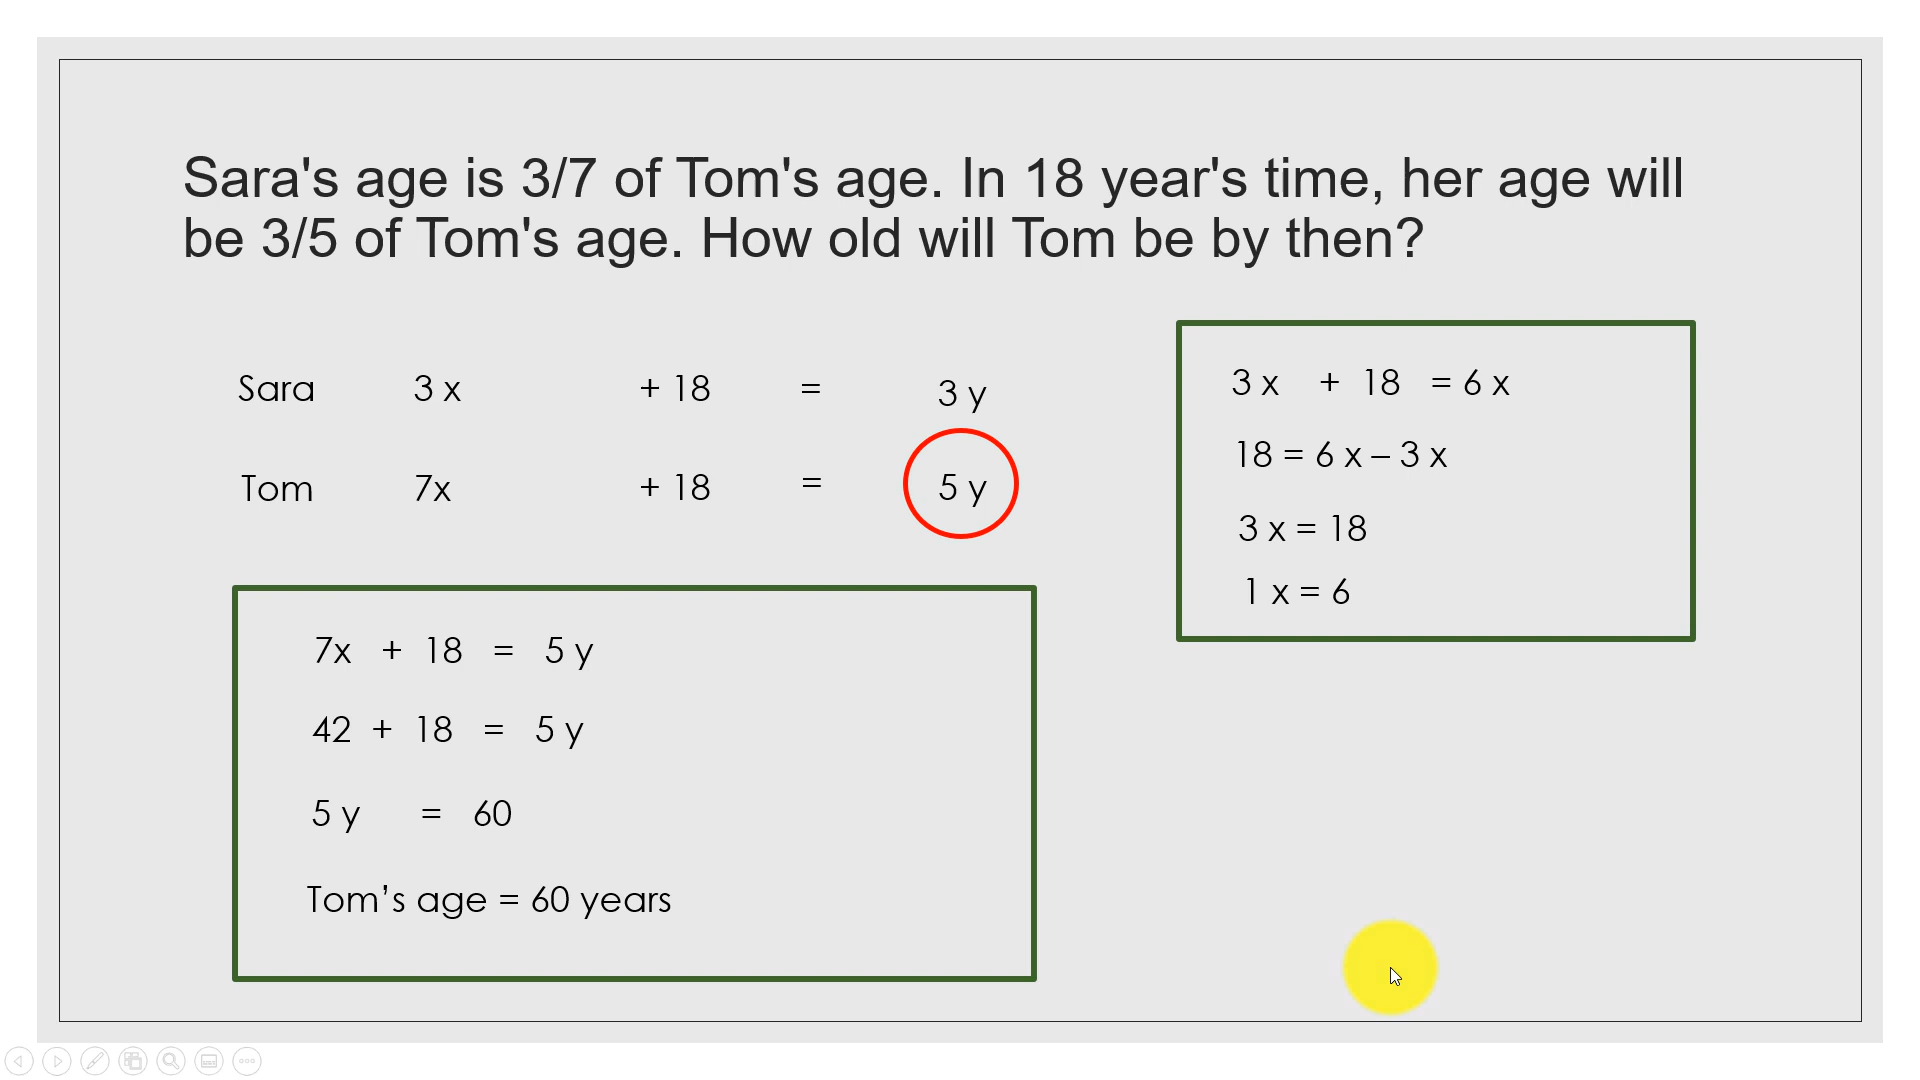 Sara's age is 3/7 of Tom's age. In 18 year's time, her age will
be 3/5 of Tom's age. How old will Tom be by then?
Sara 3 x + 18 = 3 y
Tom 7x + 18 = 5 y
3 x + 18 = 6 x
18 = 6 x – 3 x
3 x = 18
1 x = 6
7x + 18 = 5 y
42 + 18 = 5 y
5 y = 60
Tom’s age = 60 years